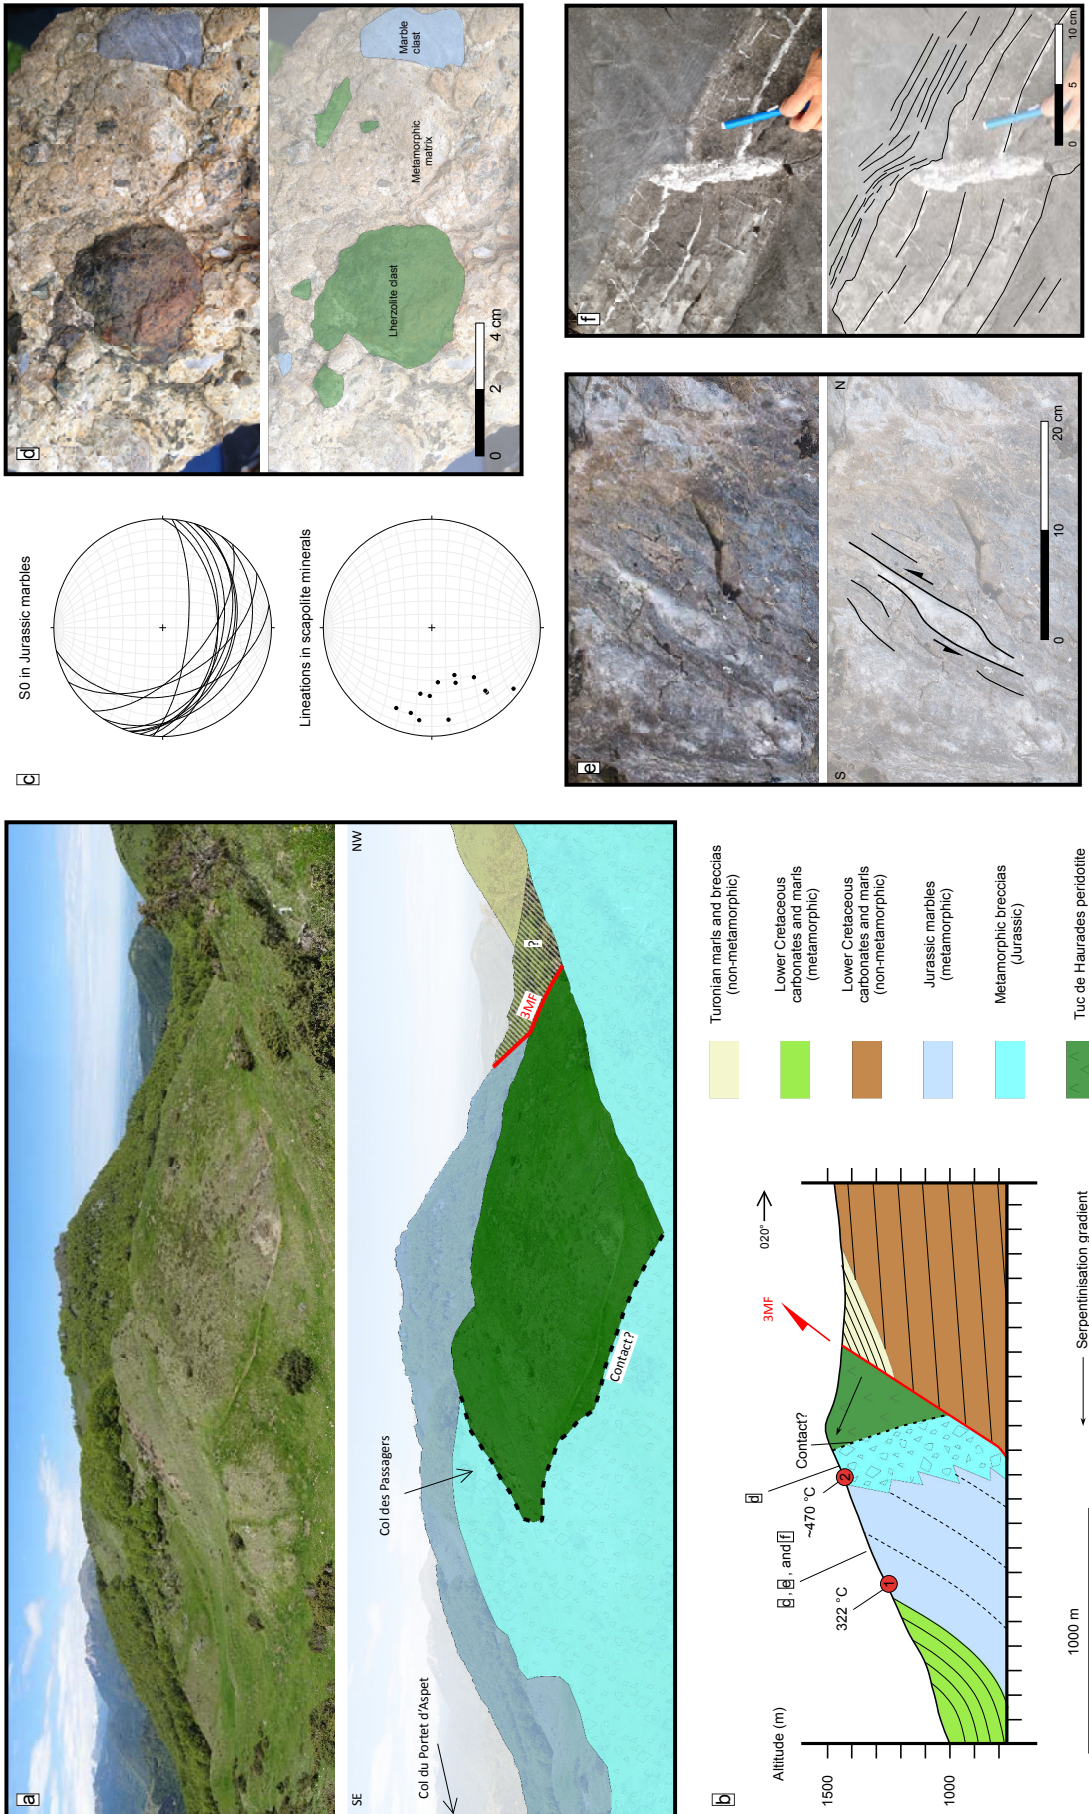 a
SE
NW
Col du Portet d'Aspet
Col des Passagers
Contact?
3MF
?
b
Altitude (m)
1500
1000
322 °C
1
c, e, and f
~470 °C
2
d
Contact?
3MF
020°
1000 m
Serpentinisation gradient
Turonian marls and breccias
(non-metamorphic)
Lower Cretaceous
carbonates and marls
(metamorphic)
Lower Cretaceous
carbonates and marls
(non-metamorphic)
Jurassic marbles
(metamorphic)
Metamorphic breccias
(Jurassic)
Tuc de Haurades peridotite
c
S0 in Jurassic marbles
Lineations in scapolite minerals
d
Lherzolite clast
Metamorphic
matrix
Marble
clast
0 2 4 cm
e
S
N
0 10 20 cm
f
0 5 10 cm